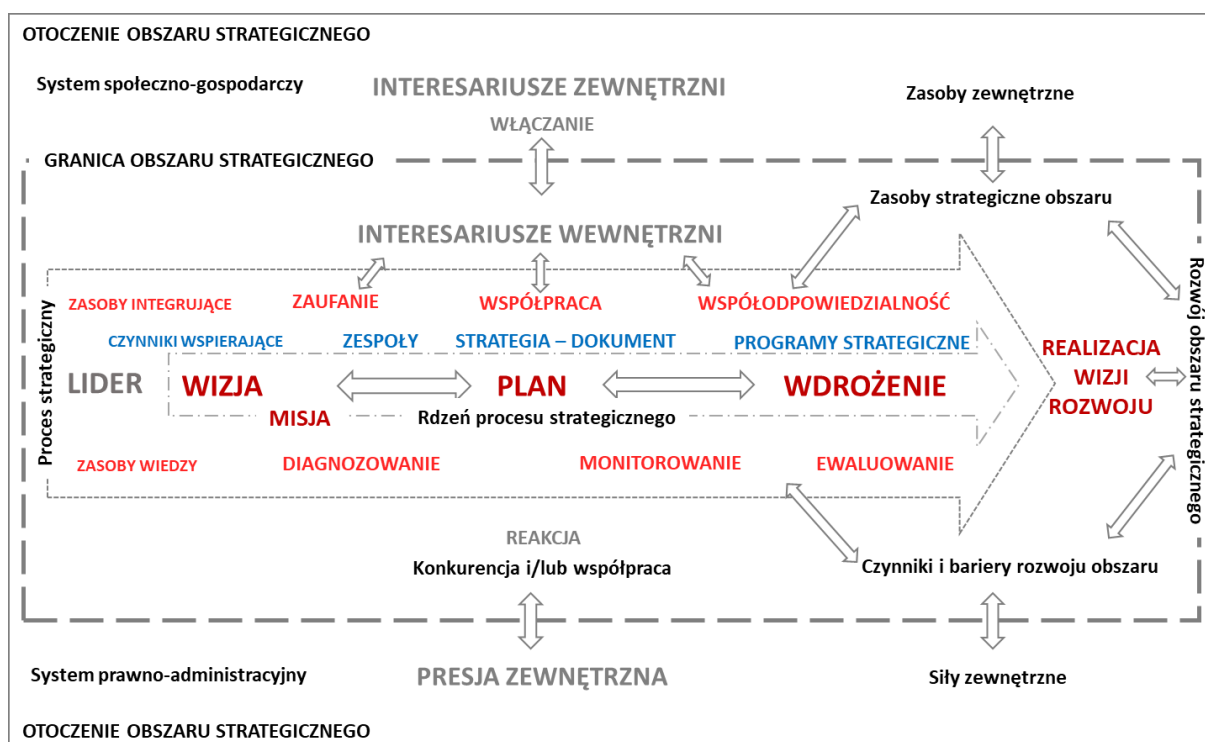 OTOCZENIE OBSZARU STRATEGICZNEGO
System społeczno-gospodarczy
INTERESARIUSZE ZEWNĘTRZNI
Zasoby zewnętrzne
WŁĄCZANIE
GRANICA OBSZARU STRATEGICZNEGO
Zasoby strategiczne obszaru
INTERESARIUSZE WEWNĘTRZNI
Proces strategiczny
ZASOBY INTEGRUJĄCE
ZAUFANIE
WSPÓŁPRACA
WSPÓŁODPOWIEDZIALNOŚĆ
CZYNNIKI WSPIERAJĄCE
ZESPOŁY
STRATEGIA – DOKUMENT
PROGRAMY STRATEGICZNE
LIDER
WIZJA
PLAN
WDROŻENIE
REALIZACJA
WIZJI
ROZWOJU
Rozwój obszaru strategicznego
MISJA
Rdzeń procesu strategicznego
ZASOBY WIEDZY
DIAGNOZOWANIE
MONITOROWANIE
EWALUOWANIE
REAKCJA
Konkurencja i/lub współpraca
Czynniki i bariery rozwoju obszaru
System prawno-administracyjny
PRESJA ZEWNĘTRZNA
Siły zewnętrzne
OTOCZENIE OBSZARU STRATEGICZNEGO